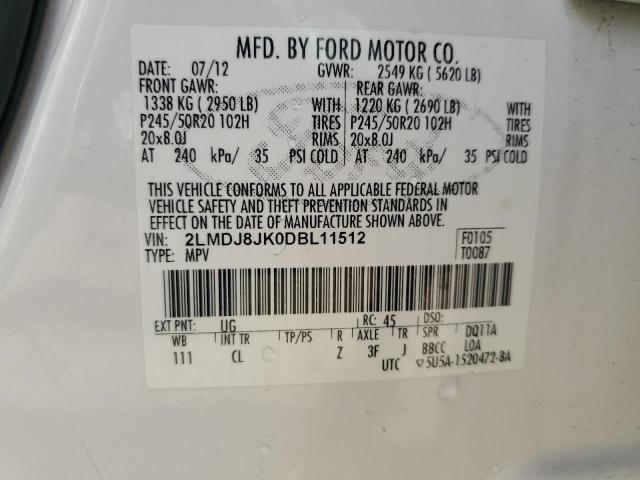 MFD. BY FORD MOTOR CO.
DATE: 07/12 GVWR: 2549 KG ( 5620 LB)
FRONT GAWR: REAR GAWR:
1338 KG ( 2950 LB) WITH 1220 KG ( 2690 LB) WITH
P245/50R20 102H TIRES P245/50R20 102H TIRES
20x8.0J RIMS 20x8.0J RIMS
AT 240 kPa/ 35 PSI COLD AT 240 kPa/ 35 PSI COLD
THIS VEHICLE CONFORMS TO ALL APPLICABLE FEDERAL MOTOR
VEHICLE SAFETY AND THEFT PREVENTION STANDARDS IN
EFFECT ON THE DATE OF MANUFACTURE SHOWN ABOVE.
VIN: 2LMDJ8JK0DBL11512 F0105
TYPE: MPV T0087
EXT PNT: UG RC: 45 DSO:
WB INT TR TP/PS R AXLE TR SPR DQ11A
111 CL Z 3F J BBCC LOA
UTC ▽5U5A-1520472-BA